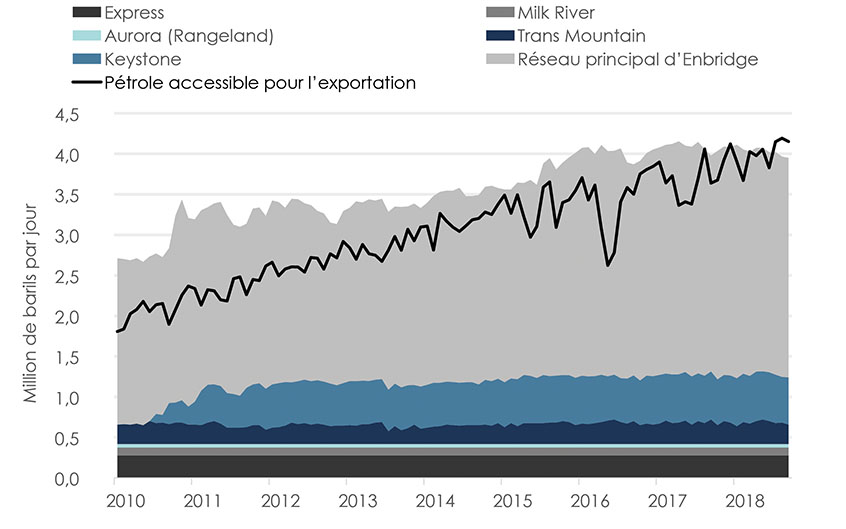 Express
Milk River
Aurora (Rangeland)
Trans Mountain
Keystone
Réseau principal d’Enbridge
Pétrole accessible pour l’exportation
Million de barils par jour
4,5
4,0
3,5
3,0
2,5
2,0
1,5
1,0
0,5
0,0
2010 2011 2012 2013 2014 2015 2016 2017 2018